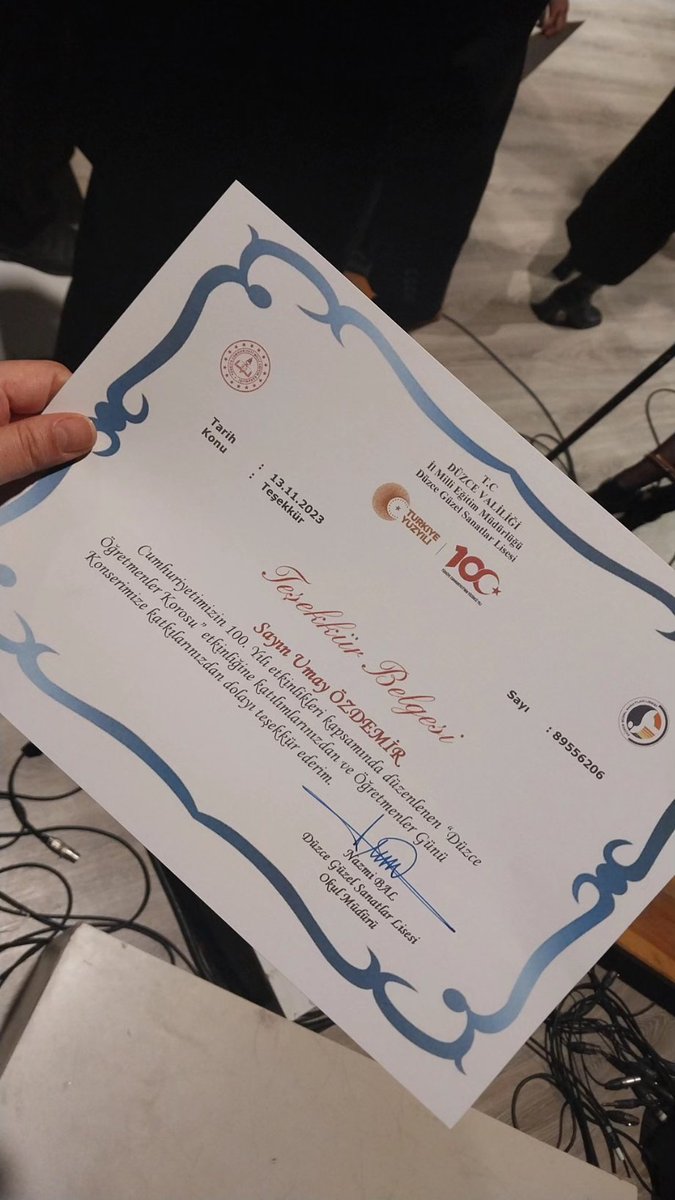 T.C
DÜZCE VALİLİĞİ
İl Milli Eğitim Müdürlüğü
Düzce Güzel Sanatlar Lisesi
TÜRKİYE
YÜZYILI
100
Tarih : 13.11.2023
Konu : Teşekkür
Sayı : 89556206
Teşekkür Belgesi
Sayın Umay ÖZDEMİR
Cumhuriyetimizin 100. Yılı etkinlikleri kapsamında düzenlenen “Düzce
Öğretmenler Korosu” etkinliğine katılımlarınızdan ve Öğretmenler Günü
Konserimize katkılarınızdan dolayı teşekkür ederim.
Nazmi BAL
Düzce Güzel Sanatlar Lisesi
Okul Müdürü